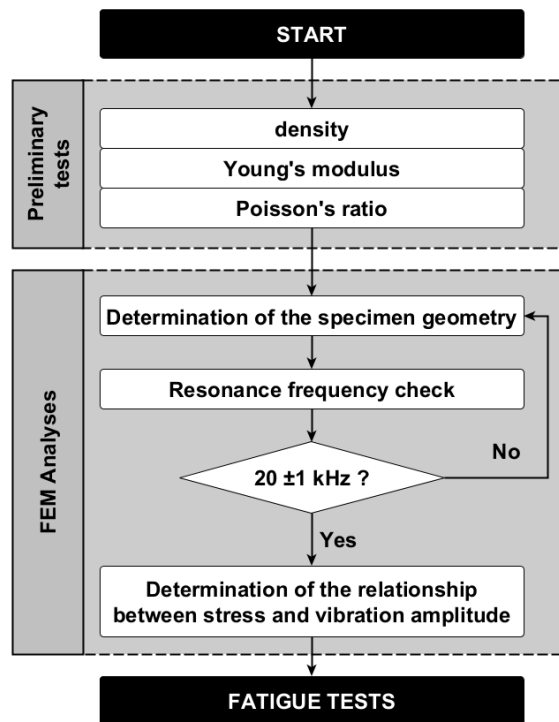 START
Preliminary
tests
density
Young's modulus
Poisson's ratio
FEM Analyses
Determination of the specimen geometry
Resonance frequency check
20 ±1 kHz ?
No
Yes
Determination of the relationship
between stress and vibration amplitude
FATIGUE TESTS